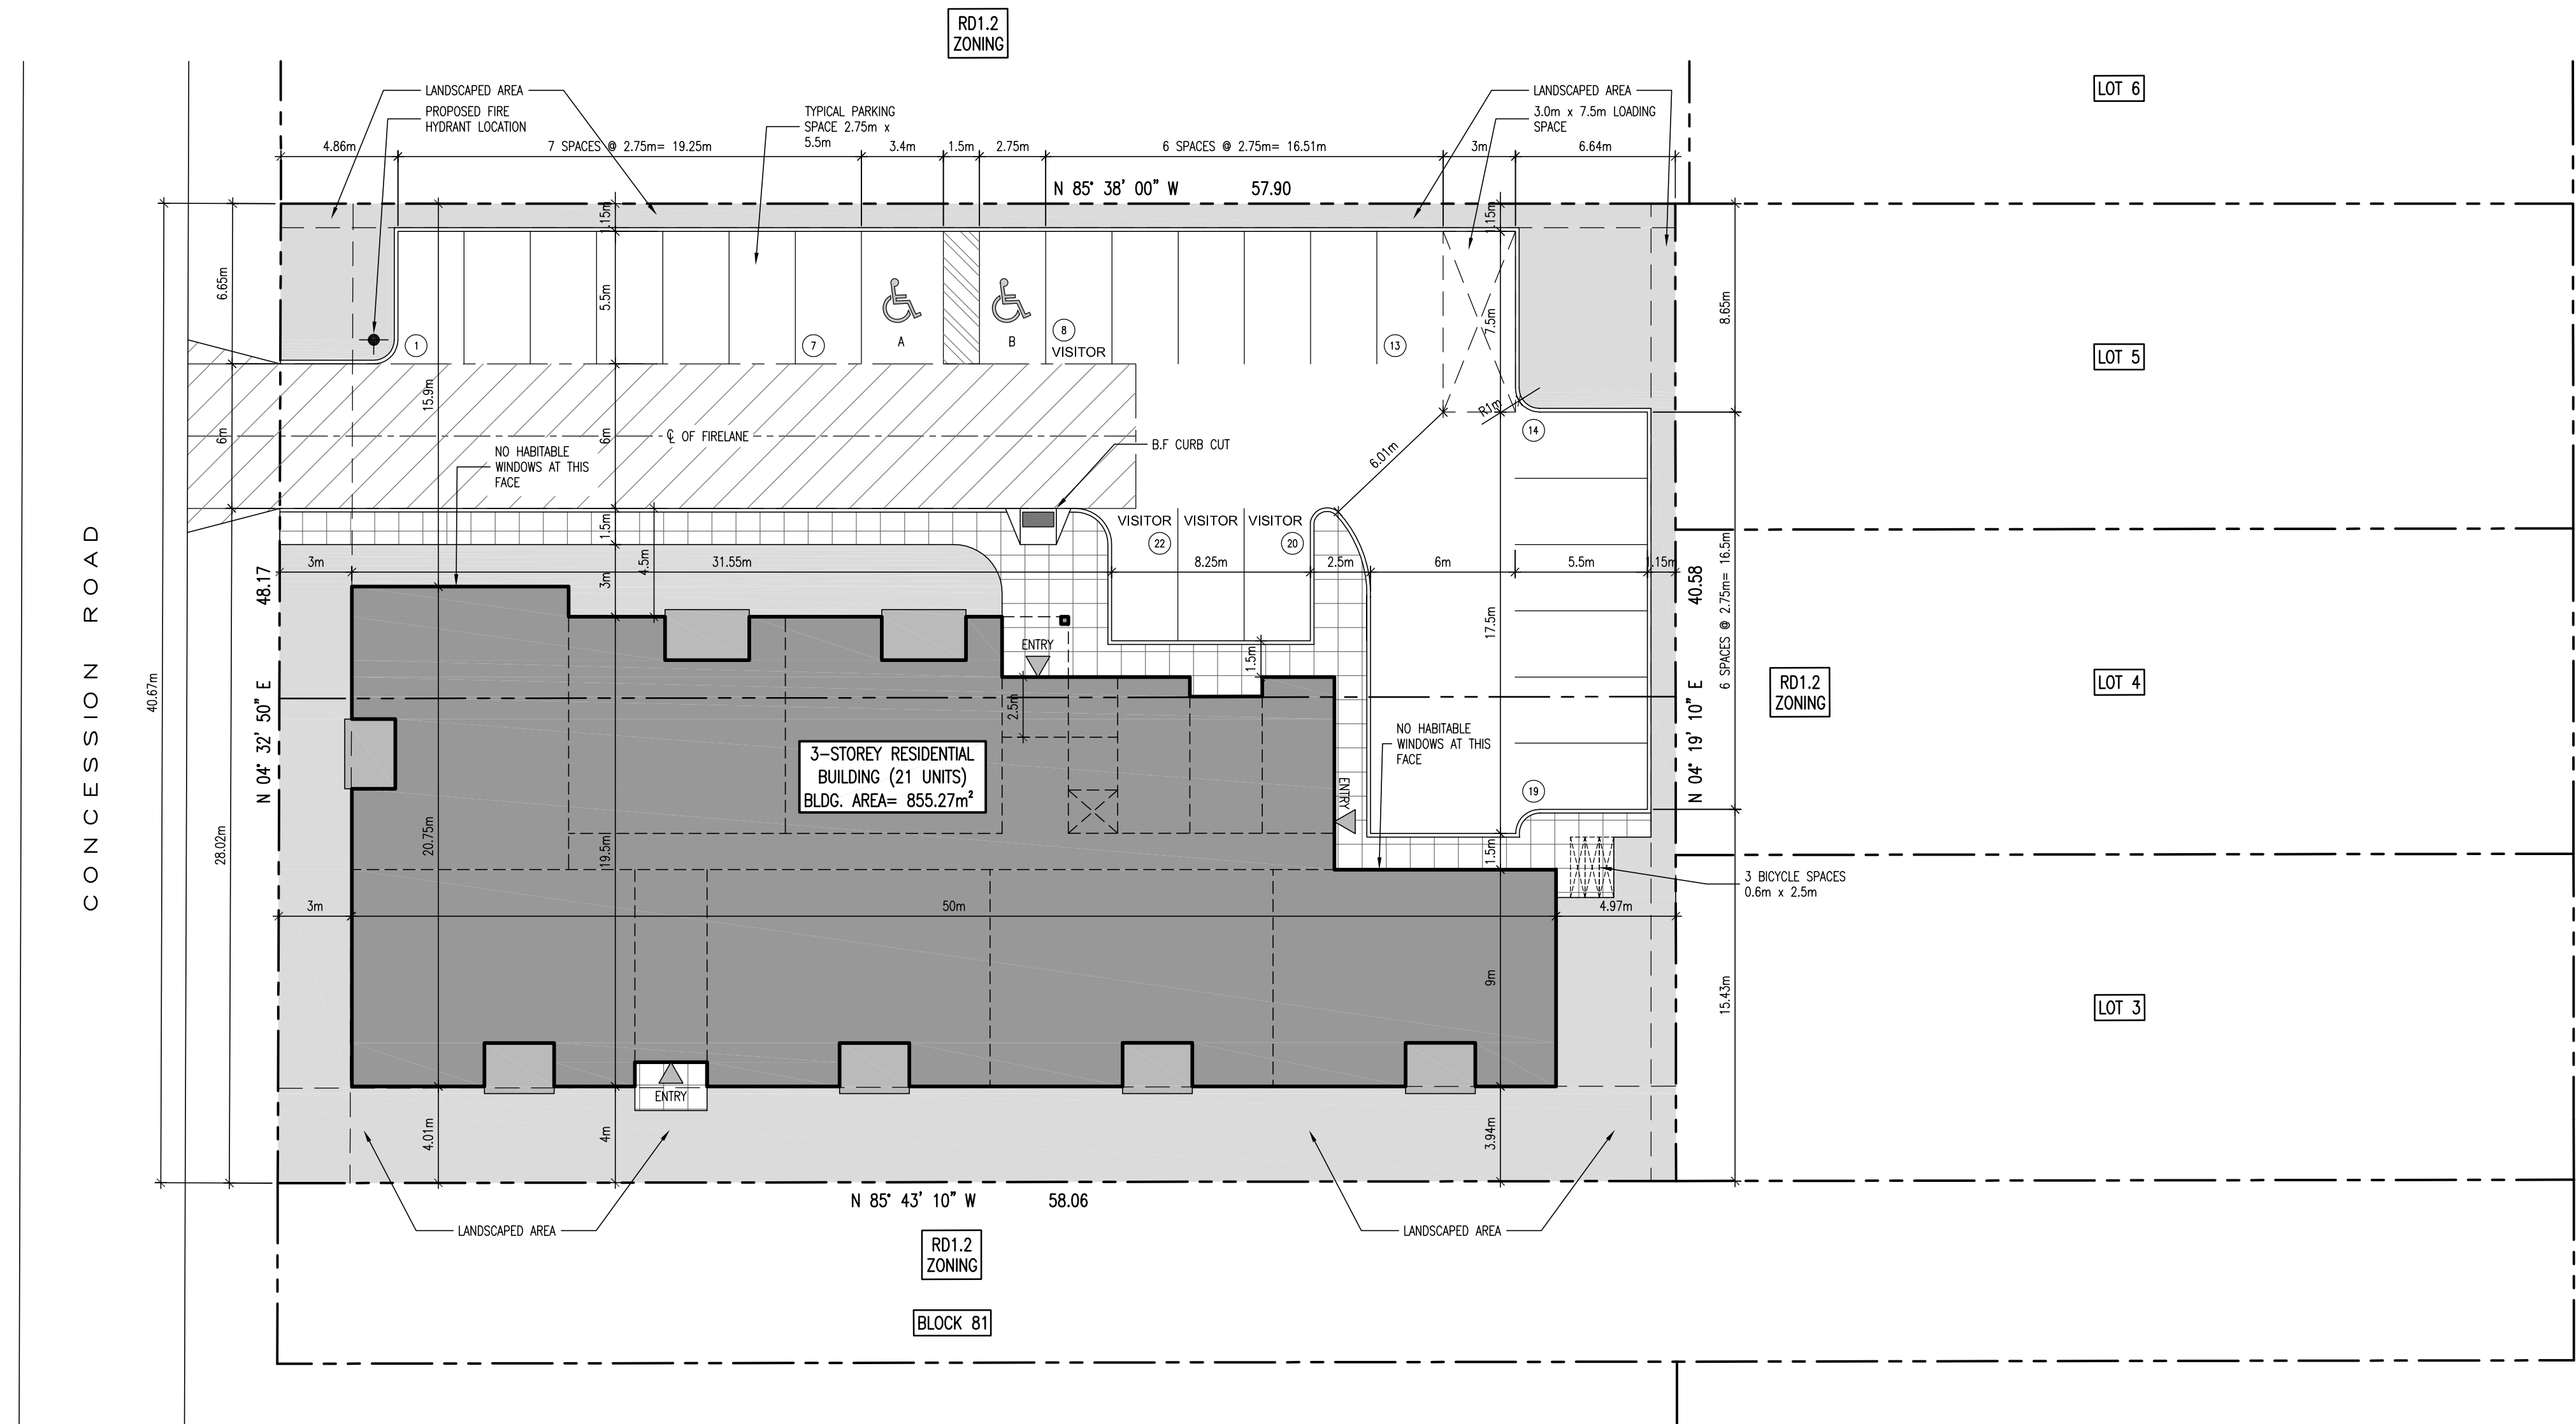 RD1.2
ZONING
LOT 6
LANDSCAPED AREA
PROPOSED FIRE
HYDRANT LOCATION
TYPICAL PARKING
SPACE 2.75m x
5.5m
LANDSCAPED AREA
3.0m x 7.5m LOADING
SPACE
4.86m
7 SPACES @ 2.75m= 19.25m
3.4m
1.5m
2.75m
6 SPACES @ 2.75m= 16.51m
3m
6.64m
N 85° 38' 00" W
57.90
1.15m
1.15m
6.65m
5.5m
7.5m
8.65m
1
7
A
B
8
VISITOR
13
LOT 5
15.9m
R1m
14
6m
6m
℄ OF FIRELANE
B.F CURB CUT
6.01m
NO HABITABLE
WINDOWS AT THIS
FACE
1.5m
VISITOR
VISITOR
VISITOR
22
20
4.5m
3m
31.55m
3m
8.25m
2.5m
6m
5.5m
1.15m
CONCESSION ROAD
N 04° 32' 50" E
48.17
40.67m
28.02m
ENTRY
1.5m
17.5m
N 04° 19' 10" E
40.58
6 SPACES @ 2.75m= 16.5m
RD1.2
ZONING
LOT 4
2.5m
NO HABITABLE
WINDOWS AT THIS
FACE
3-STOREY RESIDENTIAL
BUILDING (21 UNITS)
BLDG. AREA= 855.27m²
ENTRY
19
20.75m
19.5m
1.5m
3 BICYCLE SPACES
0.6m x 2.5m
3m
50m
4.97m
9m
15.43m
LOT 3
ENTRY
4.01m
4m
3.94m
N 85° 43' 10" W
58.06
LANDSCAPED AREA
LANDSCAPED AREA
RD1.2
ZONING
BLOCK 81